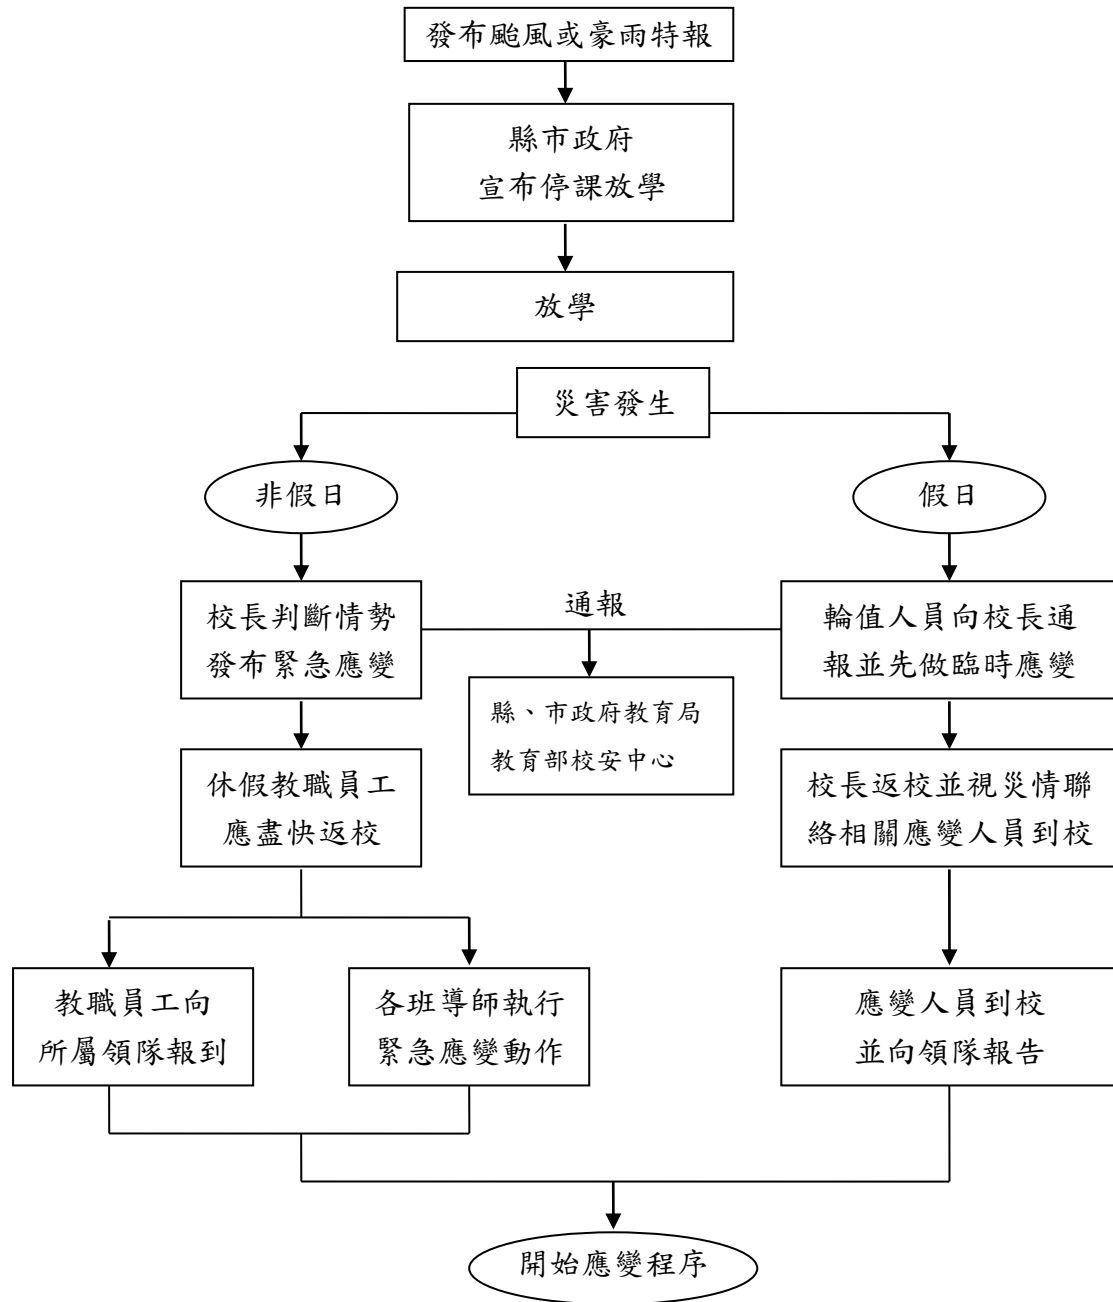 發布颱風或豪雨特報
縣市政府
宣布停課放學
放學
災害發生
非假日
假日
校長判斷情勢
發布緊急應變
通報
輪值人員向校長通
報並先做臨時應變
縣、市政府教育局
教育部校安中心
休假教職員工
應盡快返校
校長返校並視災情聯
絡相關應變人員到校
教職員工向
所屬領隊報到
各班導師執行
緊急應變動作
應變人員到校
並向領隊報告
開始應變程序